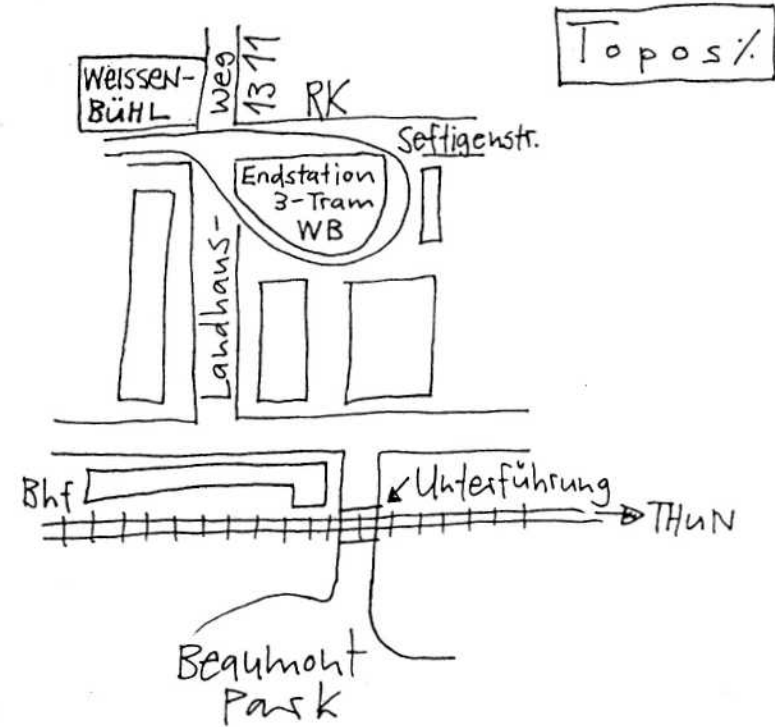 Topos %
WEISSEN-
BÜHL
weg
13 11
RK
Seftigenstr.
Endstation
3-Tram
WB
Landhaus-
Bhf
Unterführung
THuN
Beaumont
Park